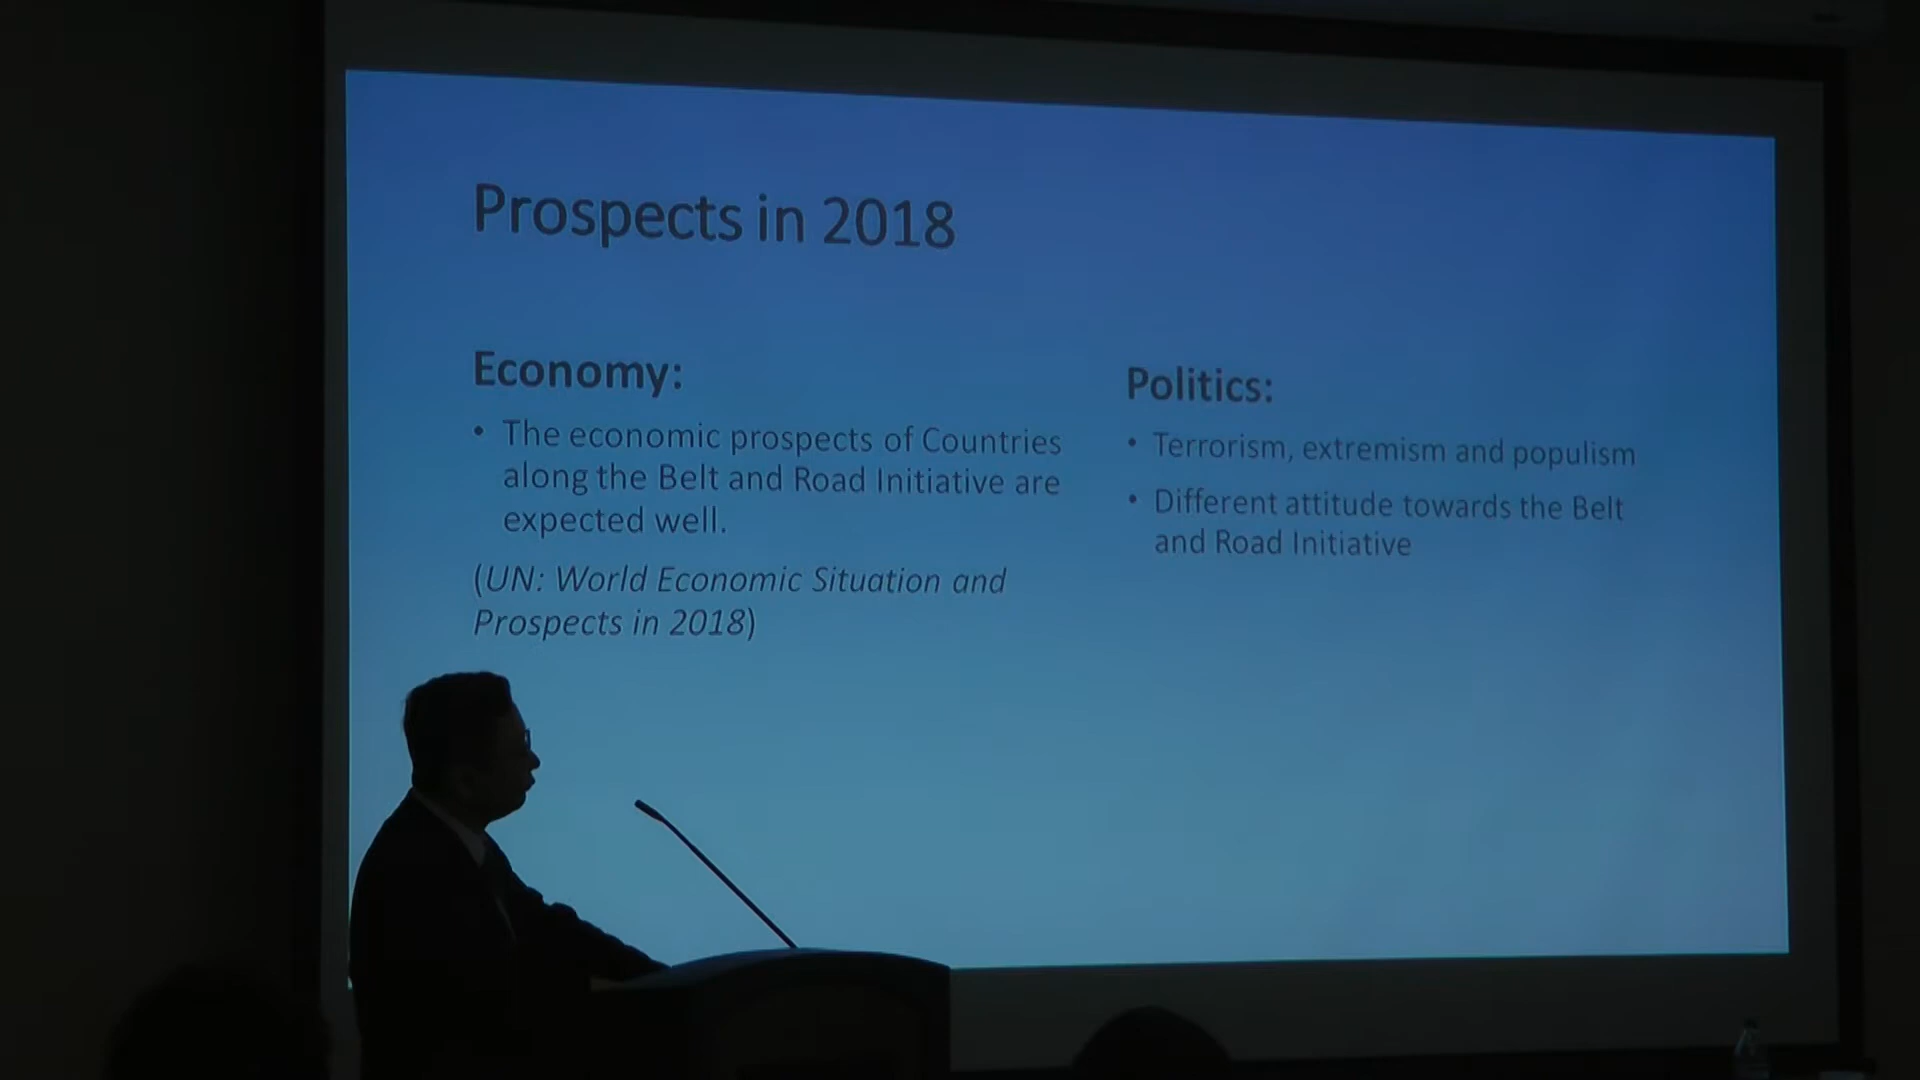 Prospects in 2018
Economy:
• The economic prospects of Countries
along the Belt and Road Initiative are
expected well.
(UN: World Economic Situation and
Prospects in 2018)
Politics:
• Terrorism, extremism and populism
• Different attitude towards the Belt
and Road Initiative